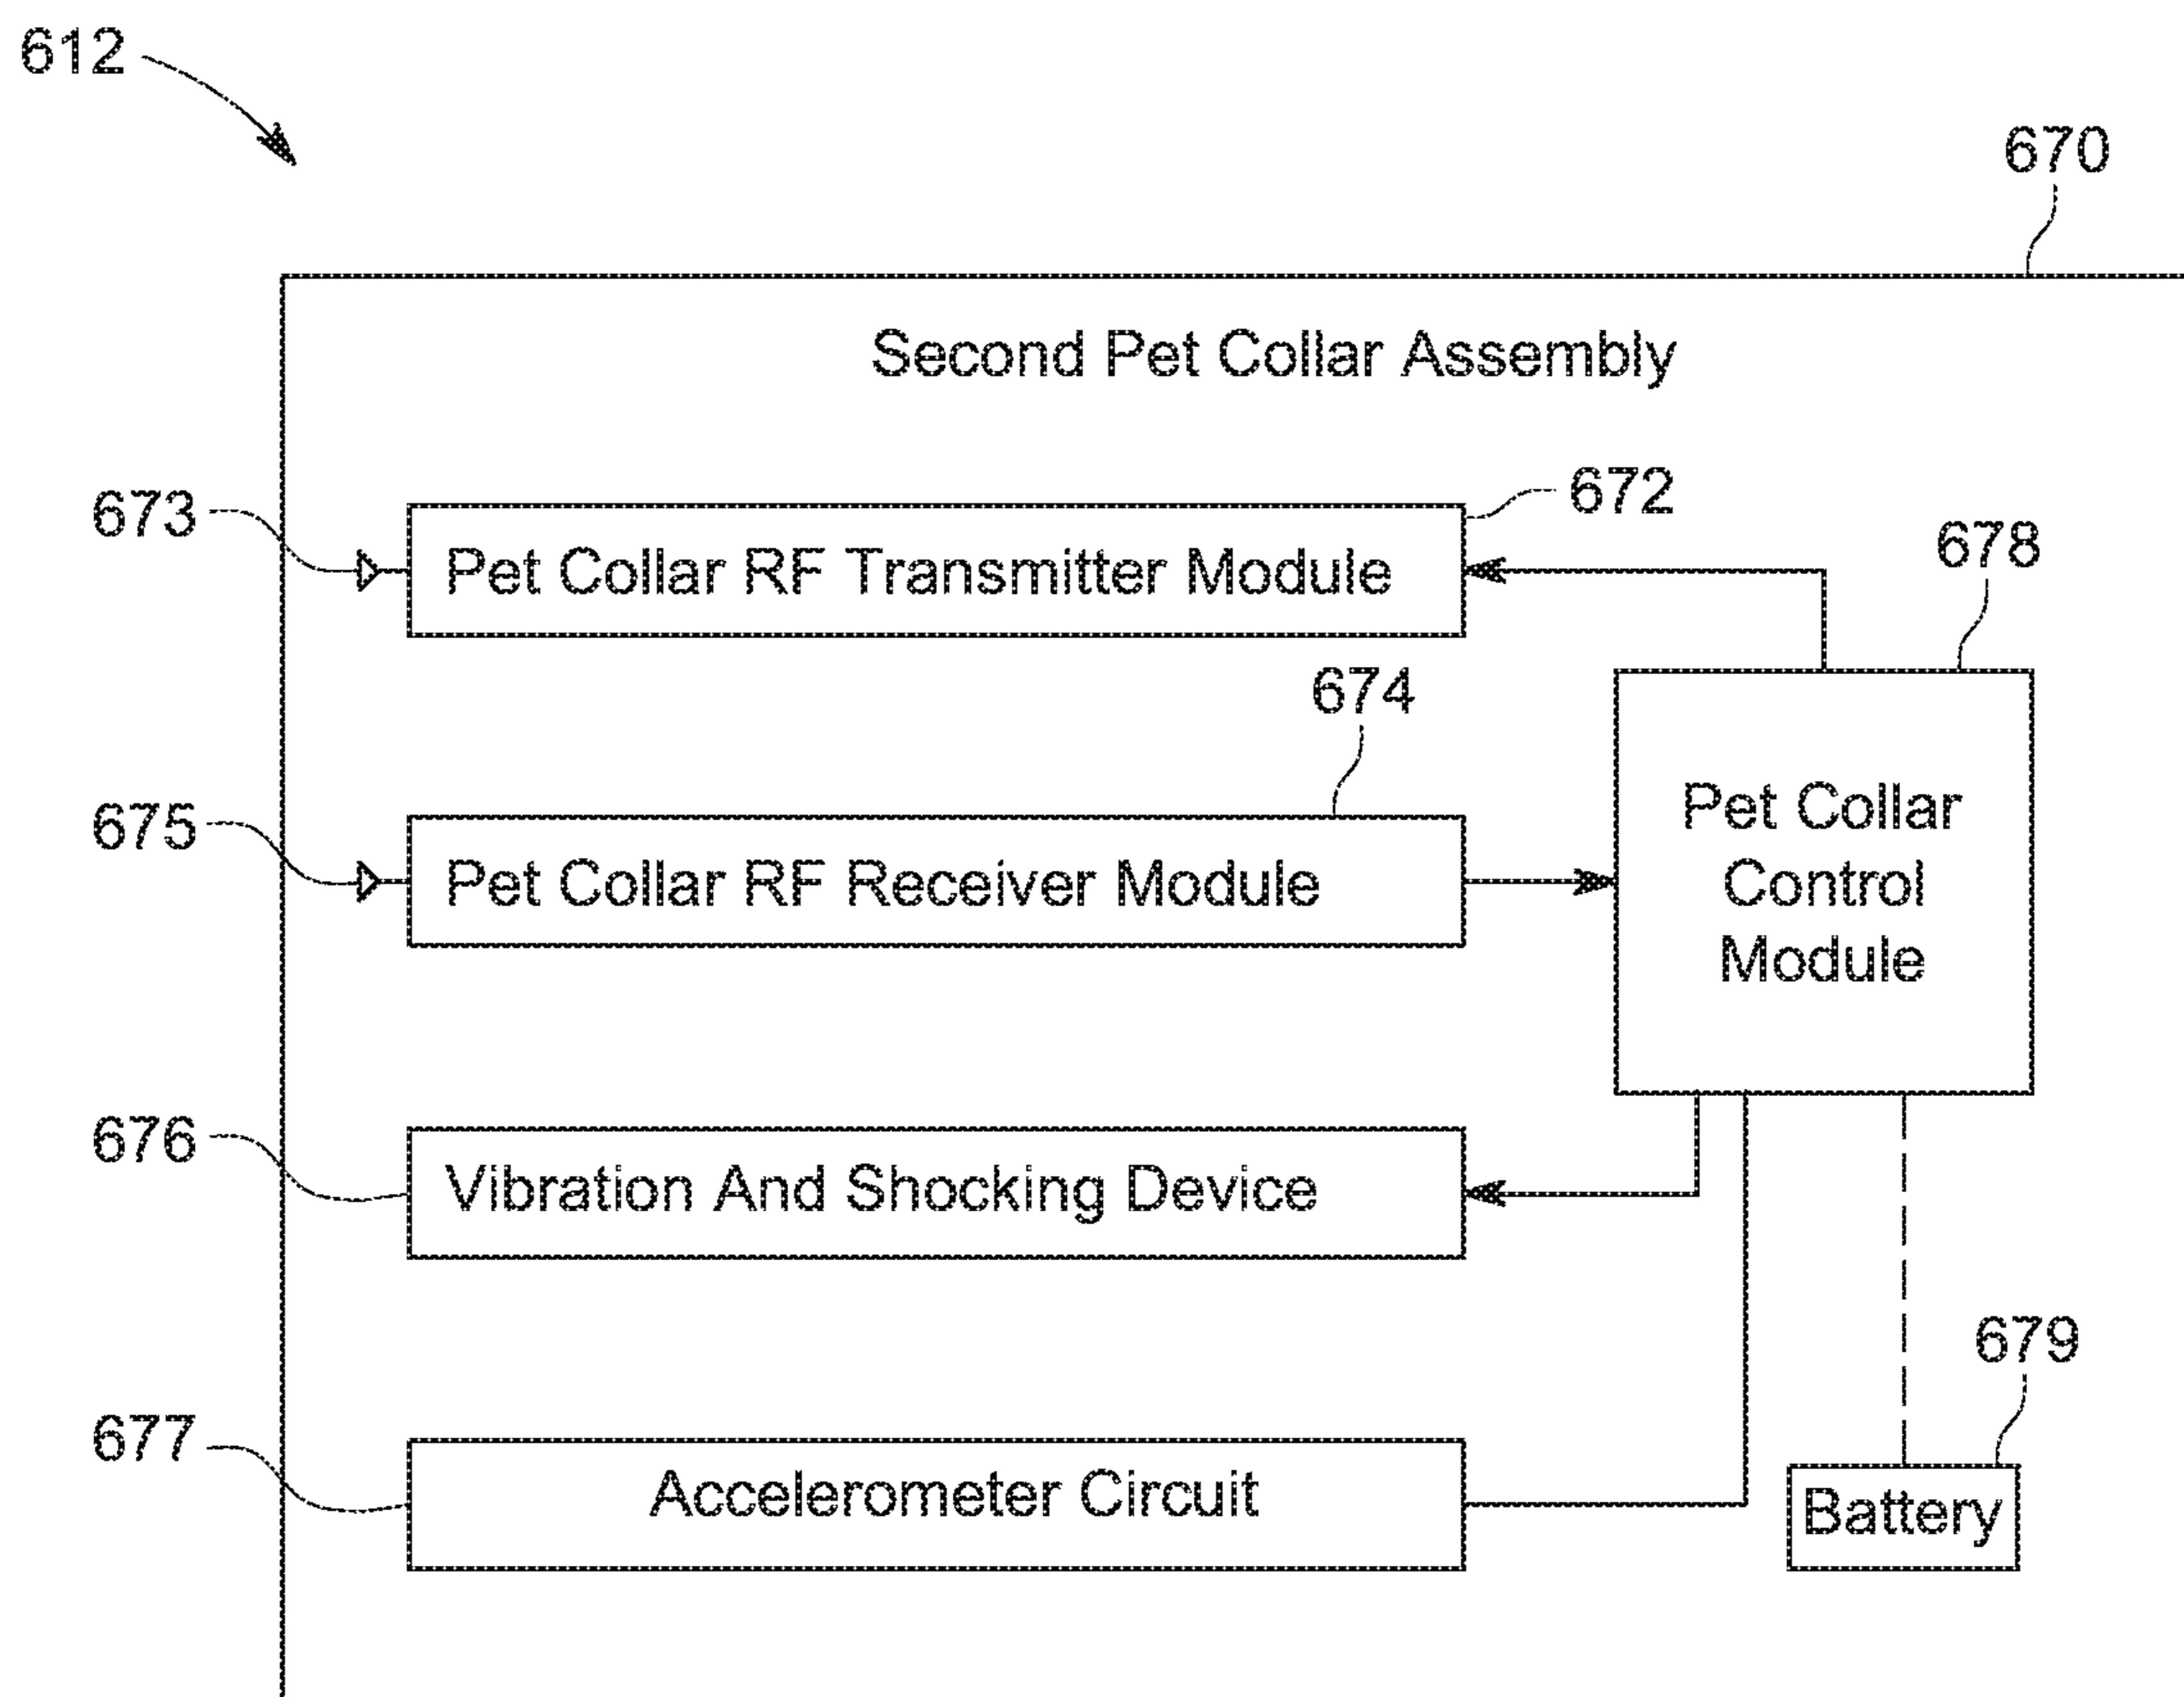 612
670
Second Pet Collar Assembly
673
672
Pet Collar RF Transmitter Module
678
674
675
Pet Collar RF Receiver Module
Pet Collar
Control
Module
676
Vibration And Shocking Device
679
677
Accelerometer Circuit
Battery